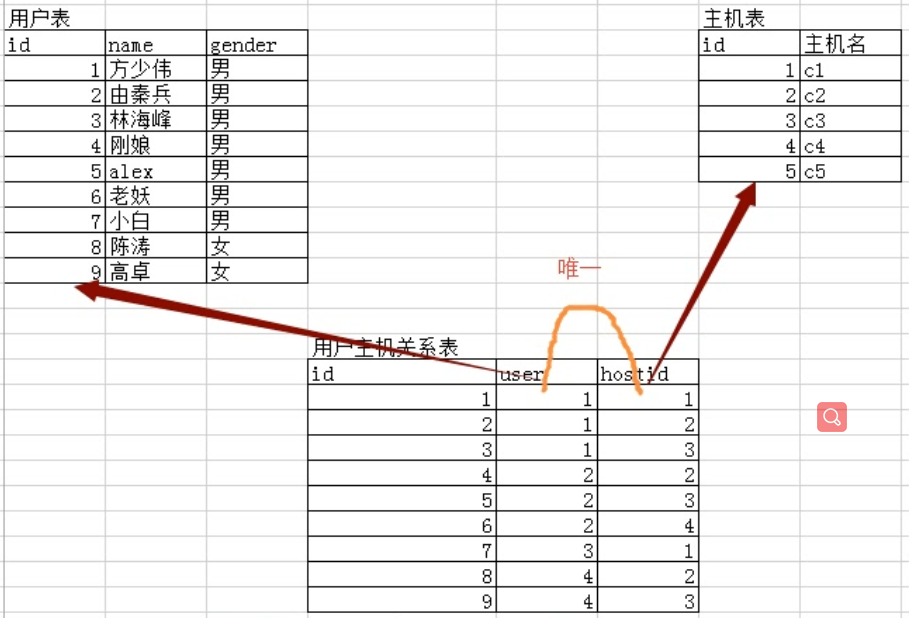 用户表
id name gender
1 方少伟 男
2 由秦兵 男
3 林海峰 男
4 刚娘 男
5 alex 男
6 老妖 男
7 小白 男
8 陈涛 女
9 高卓 女
主机表
id 主机名
1 c1
2 c2
3 c3
4 c4
5 c5
唯一
用户主机关系表
id user hostid
1 1 1
2 1 2
3 1 3
4 2 2
5 2 3
6 2 4
7 3 1
8 4 2
9 4 3